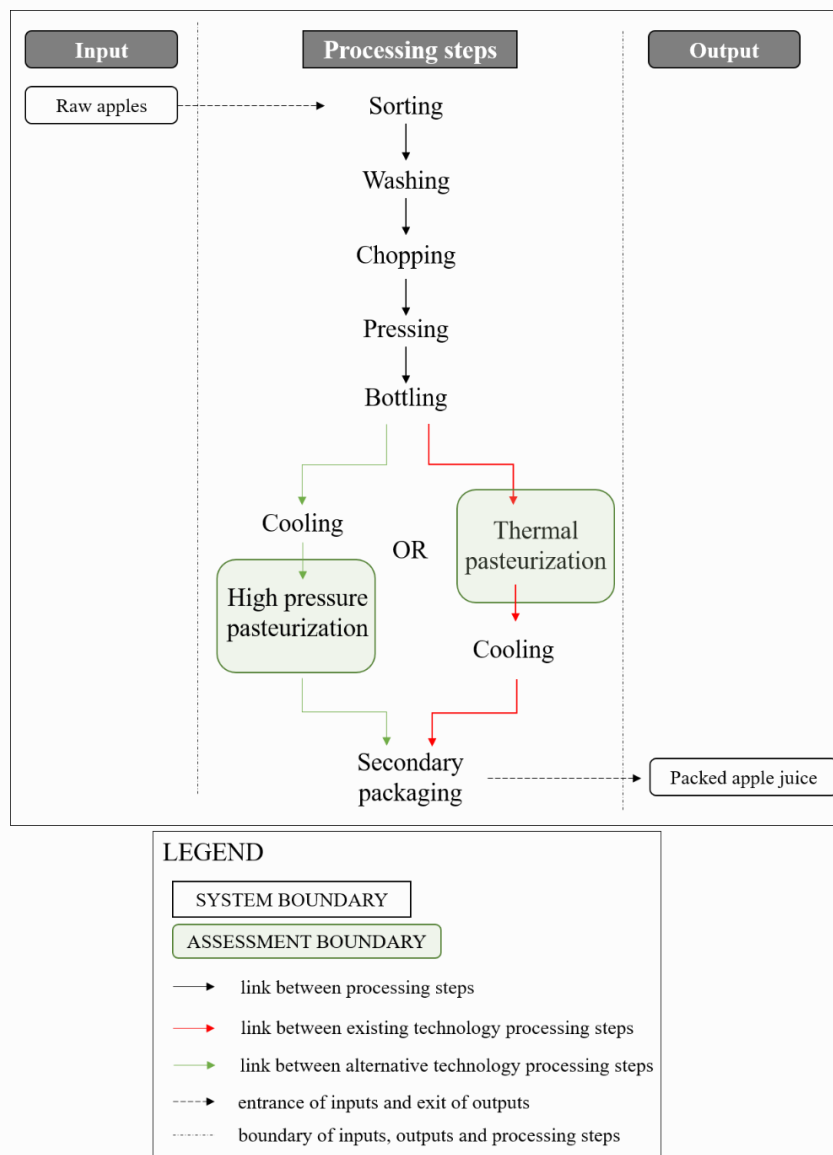 Input
Processing steps
Output
Raw apples
Sorting
Washing
Chopping
Pressing
Bottling
Cooling
High pressure
pasteurization
OR
Thermal
pasteurization
Cooling
Secondary
packaging
Packed apple juice
LEGEND
SYSTEM BOUNDARY
ASSESSMENT BOUNDARY
link between processing steps
link between existing technology processing steps
link between alternative technology processing steps
entrance of inputs and exit of outputs
boundary of inputs, outputs and processing steps